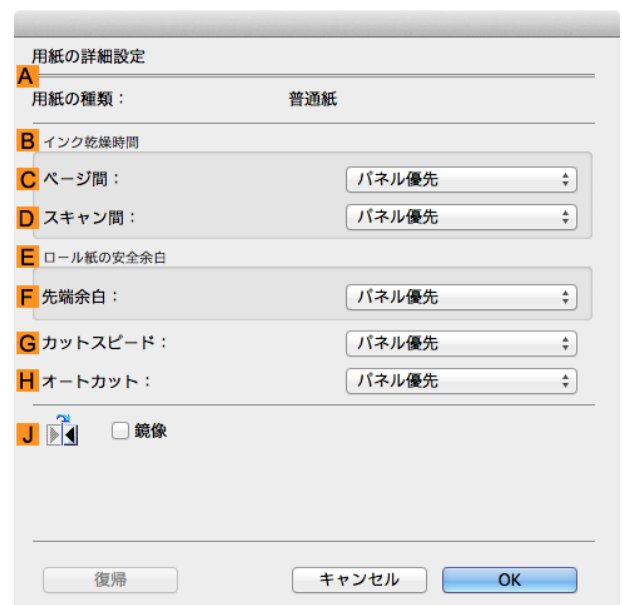 用紙の詳細設定
A
用紙の種類： 普通紙
B インク乾燥時間
C ページ間： パネル優先
D スキャン間： パネル優先
E ロール紙の安全余白
F 先端余白： パネル優先
G カットスピード： パネル優先
H オートカット： パネル優先
J 鏡像
復帰 キャンセル OK